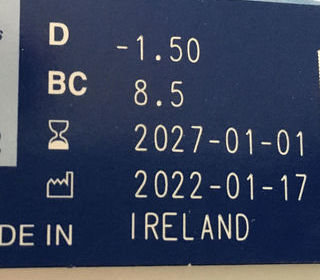 D -1.50
BC 8.5
2027-01-01
2022-01-17
DE IN IRELAND